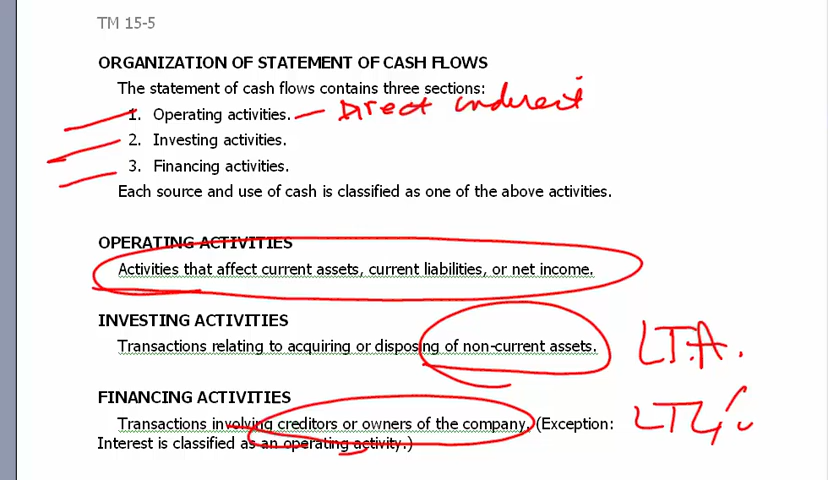 TM 15-5
ORGANIZATION OF STATEMENT OF CASH FLOWS
The statement of cash flows contains three sections:
1. Operating activities. — Direct indirect
2. Investing activities.
3. Financing activities.
Each source and use of cash is classified as one of the above activities.
OPERATING ACTIVITIES
Activities that affect current assets, current liabilities, or net income.
INVESTING ACTIVITIES
Transactions relating to acquiring or disposing of non-current assets. LTA.
FINANCING ACTIVITIES
Transactions involving creditors or owners of the company. (Exception:
Interest is classified as an operating activity.)